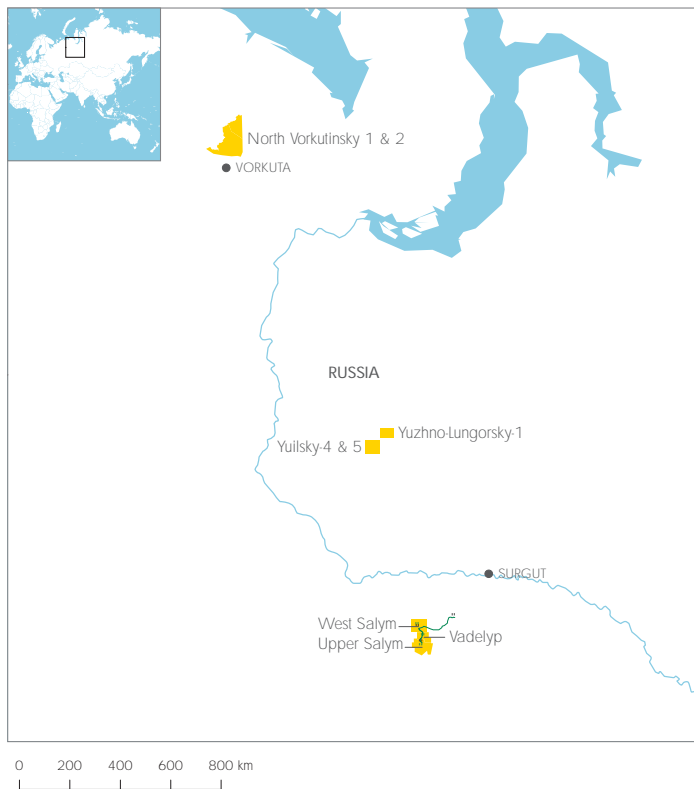 North Vorkutinsky 1 & 2
VORKUTA
RUSSIA
Yuzhno-Lungorsky-1
Yuilsky-4 & 5
SURGUT
West Salym
Vadelyp
Upper Salym
0 200 400 600 800 km